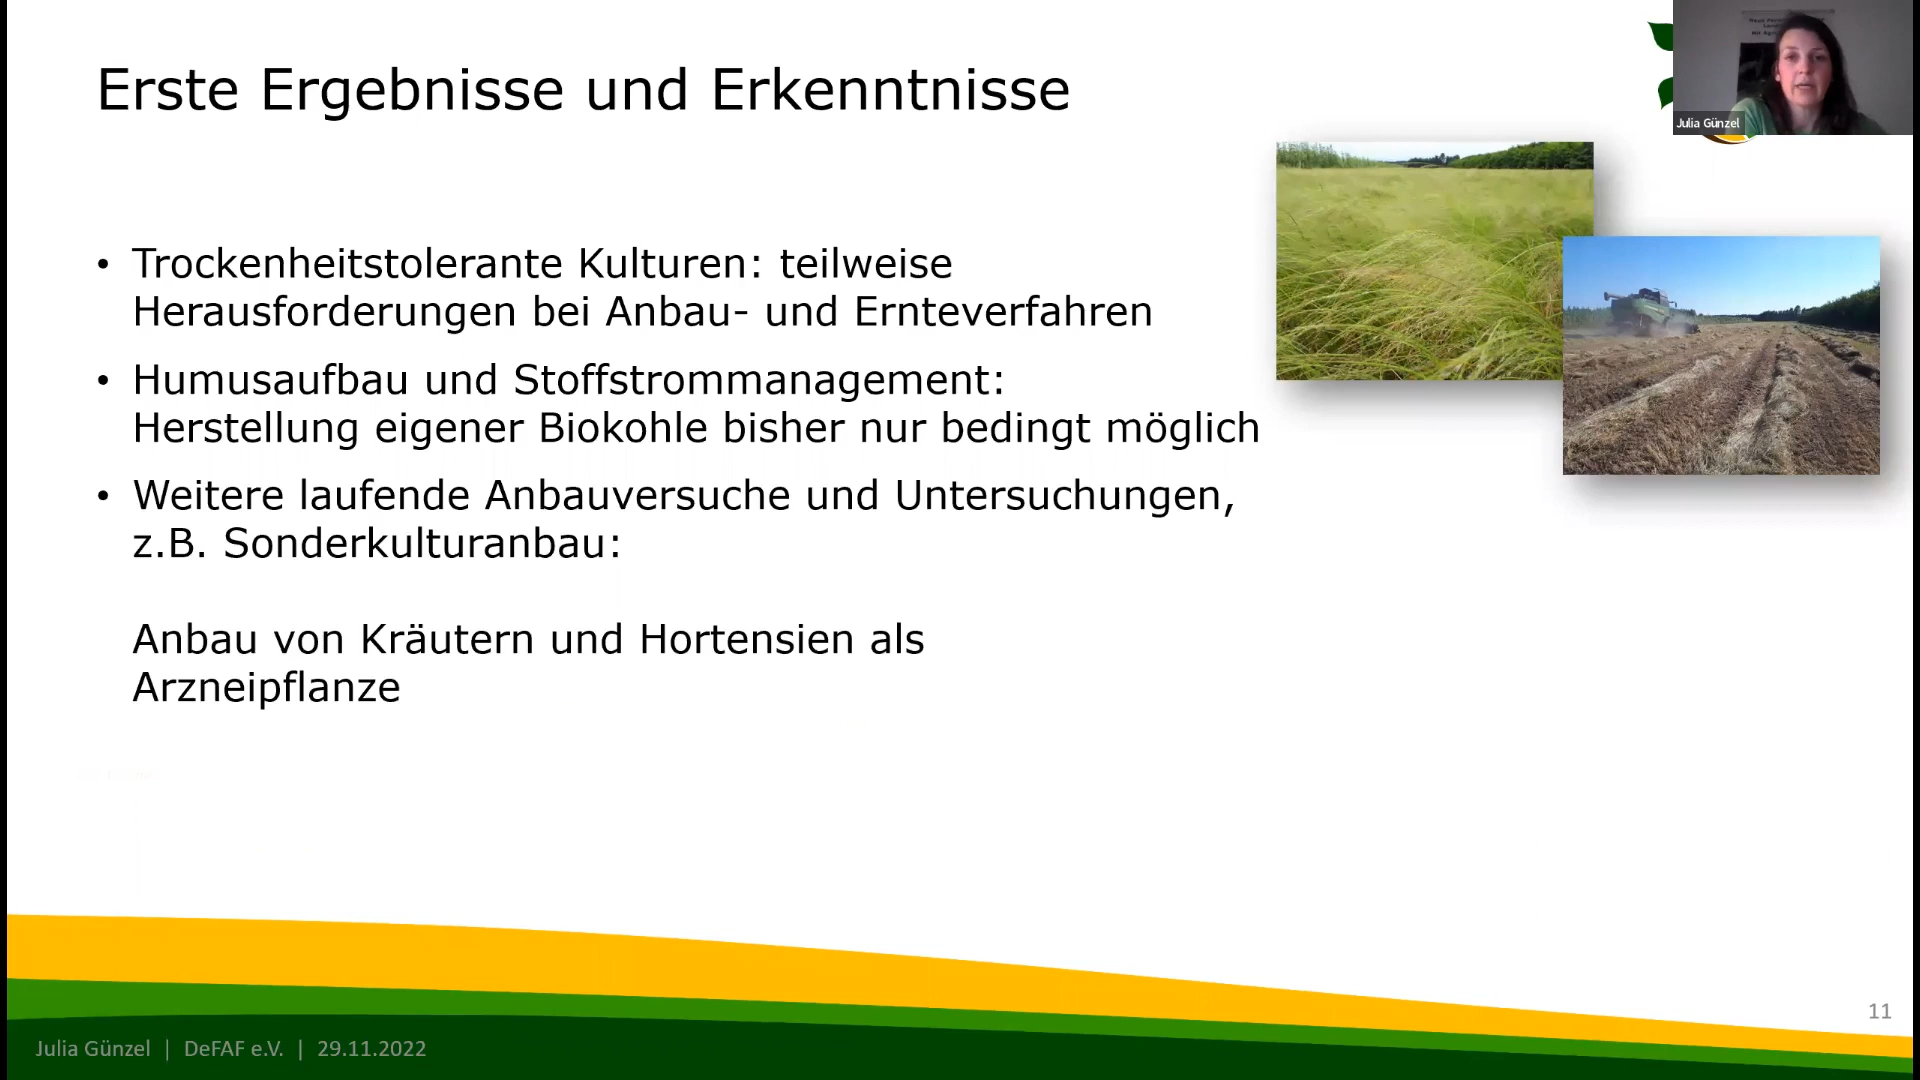 Erste Ergebnisse und Erkenntnisse
Julia Günzel
• Trockenheitstolerante Kulturen: teilweise
Herausforderungen bei Anbau- und Ernteverfahren
• Humusaufbau und Stoffstrommanagement:
Herstellung eigener Biokohle bisher nur bedingt möglich
• Weitere laufende Anbauversuche und Untersuchungen,
z.B. Sonderkulturanbau:
Anbau von Kräutern und Hortensien als
Arzneipflanze
11
Julia Günzel | DeFAF e.V. | 29.11.2022